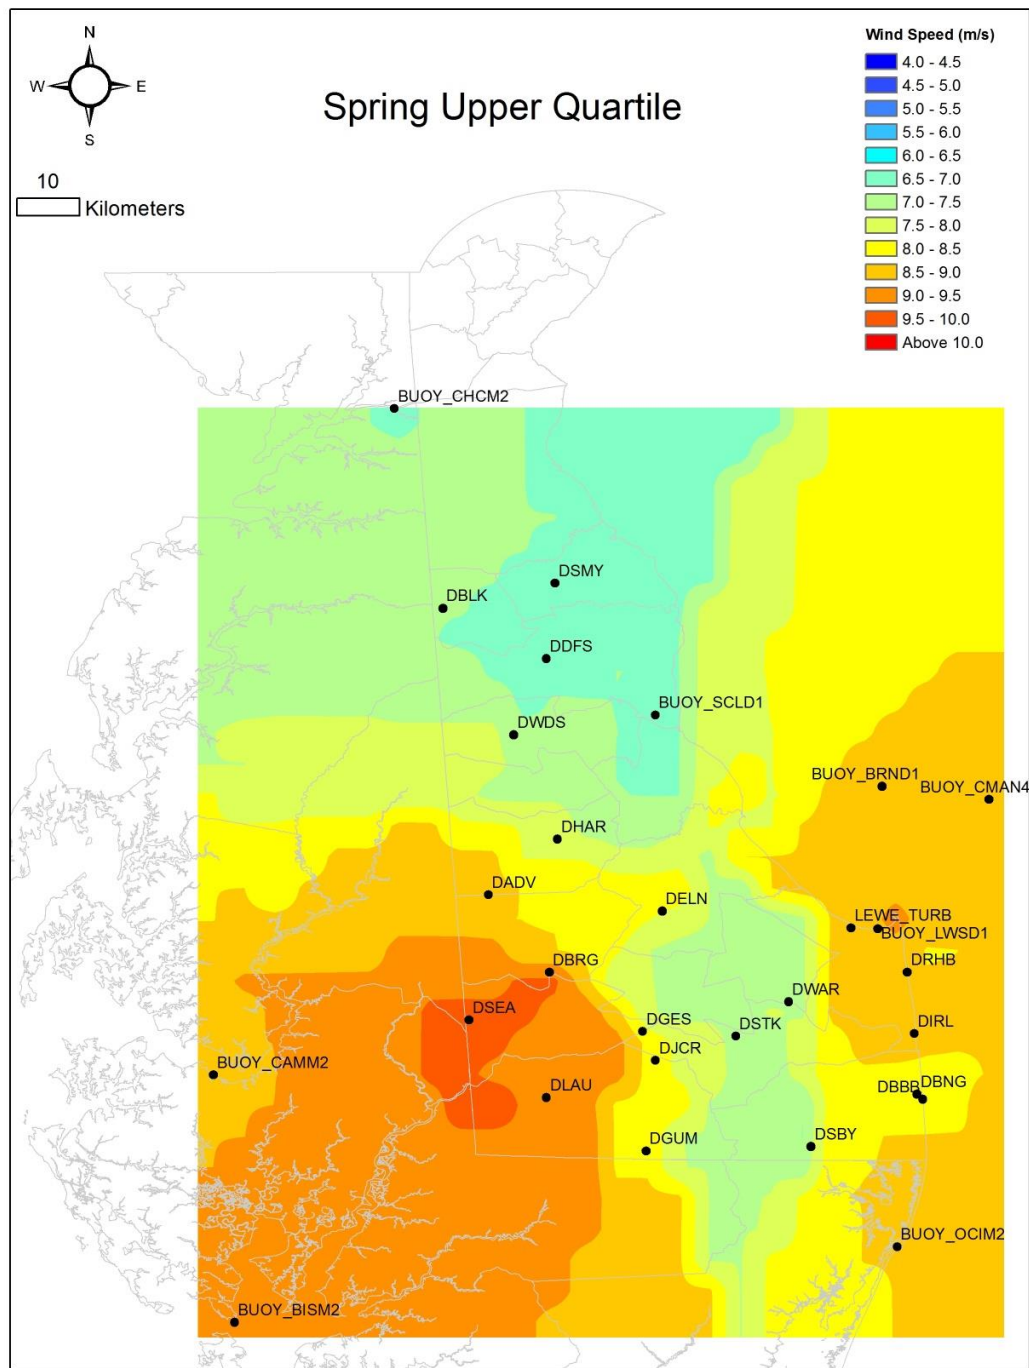 N
W E
S
Spring Upper Quartile
10
Kilometers
Wind Speed (m/s)
4.0 - 4.5
4.5 - 5.0
5.0 - 5.5
5.5 - 6.0
6.0 - 6.5
6.5 - 7.0
7.0 - 7.5
7.5 - 8.0
8.0 - 8.5
8.5 - 9.0
9.0 - 9.5
9.5 - 10.0
Above 10.0
BUOY_CHCM2
DSMY
DBLK
DDFS
BUOY_SCLD1
DWDS
BUOY_BRND1
BUOY_CMAN4
DHAR
DADV
DELN
LEWE_TURB
BUOY_LWSD1
DBRG
DRHB
DWAR
DSEA
DGES
DSTK
DIRL
DJCR
BUOY_CAMM2
DLAU
DBBB
DBNG
DGUM
DSBY
BUOY_OCIM2
BUOY_BISM2